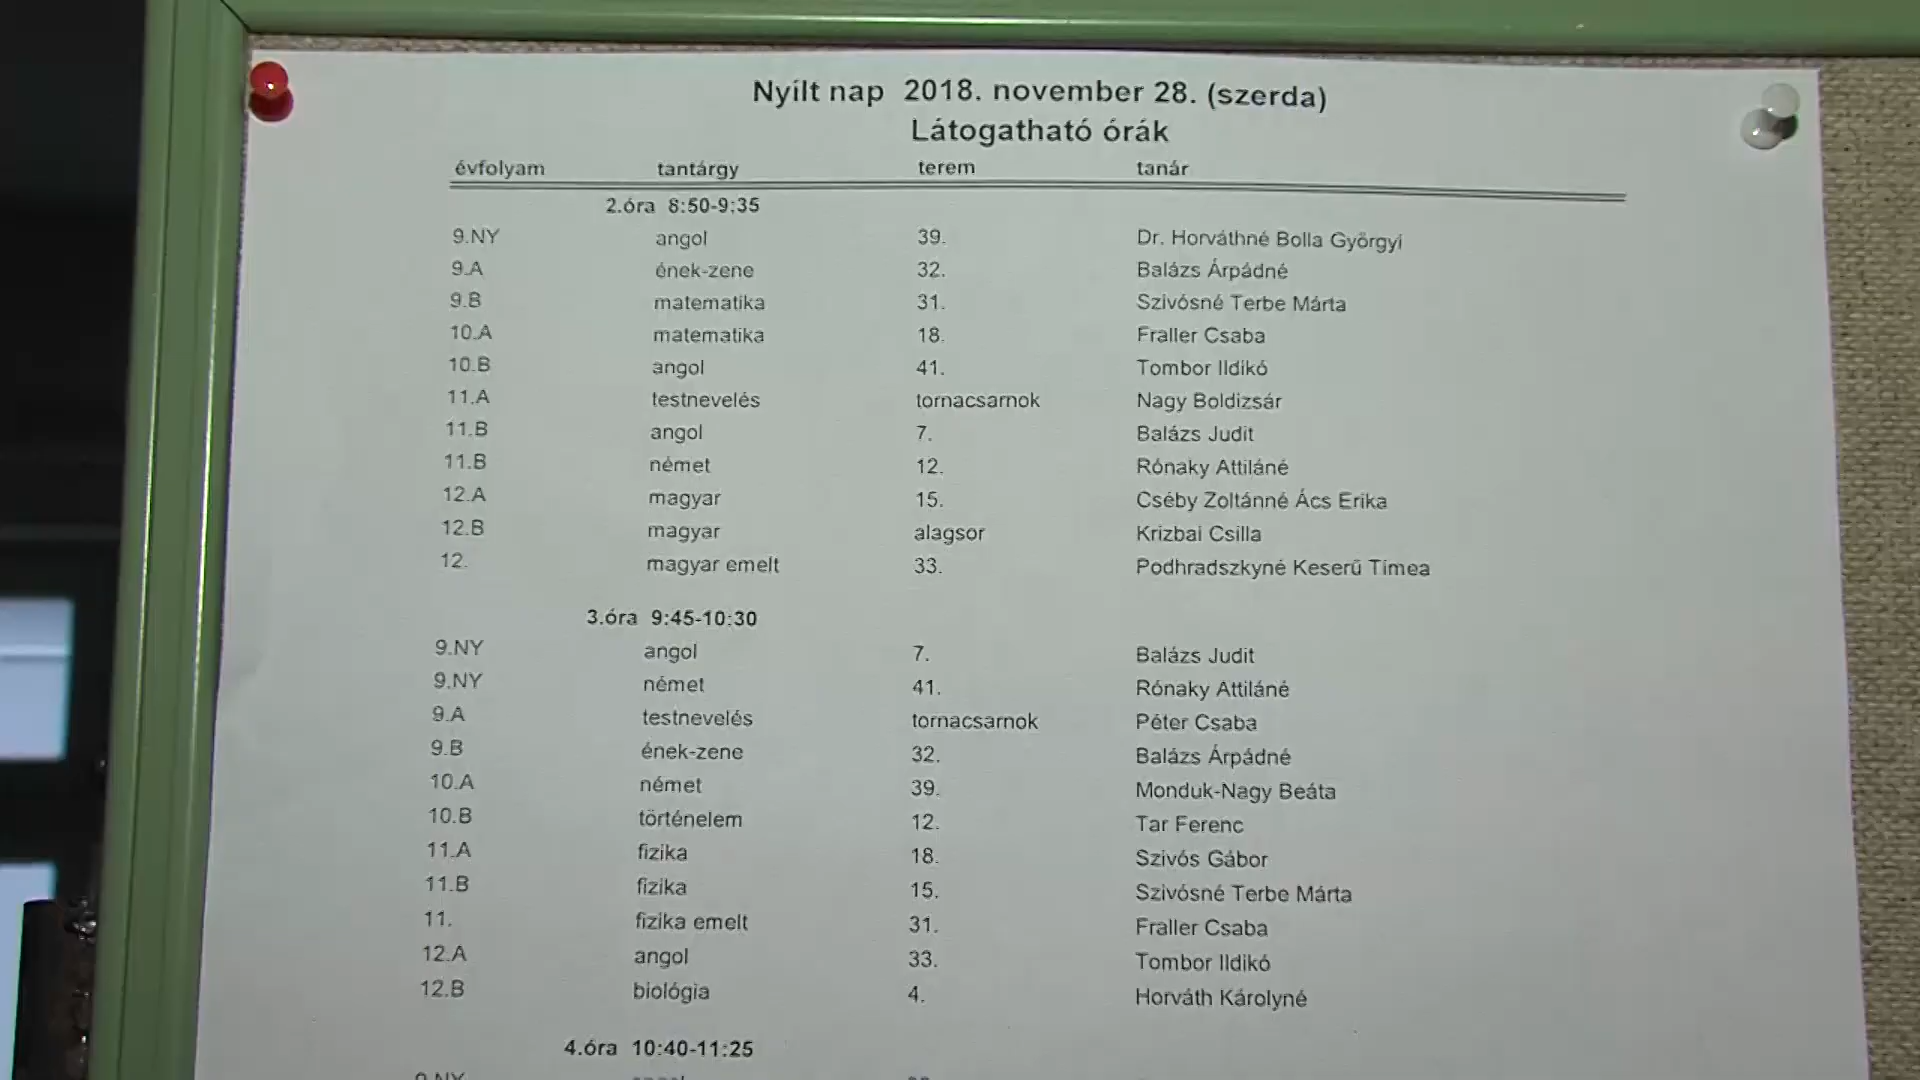 Nyílt nap 2018. november 28. (szerda)
Látogatható órák
évfolyam tantárgy terem tanár
2.óra 8:50-9:35
9.NY angol 39. Dr. Horváthné Bolla Györgyi
9.A ének-zene 32. Balázs Árpádné
9.B matematika 31. Szivósné Terbe Márta
10.A matematika 18. Fraller Csaba
10.B angol 41. Tombor Ildikó
11.A testnevelés tornacsarnok Nagy Boldizsár
11.B angol 7. Balázs Judit
11.B német 12. Rónaky Attiláné
12.A magyar 15. Cséby Zoltánné Ács Erika
12.B magyar alagsor Krizbai Csilla
12. magyar emelt 33. Podhradszkyné Keserű Tímea
3.óra 9:45-10:30
9.NY angol 7. Balázs Judit
9.NY német 41. Rónaky Attiláné
9.A testnevelés tornacsarnok Péter Csaba
9.B ének-zene 32. Balázs Árpádné
10.A német 39. Monduk-Nagy Beáta
10.B történelem 12. Tar Ferenc
11.A fizika 18. Szivós Gábor
11.B fizika 15. Szivósné Terbe Márta
11. fizika emelt 31. Fraller Csaba
12.A angol 33. Tombor Ildikó
12.B biológia 4. Horváth Károlyné
4.óra 10:40-11:25
9.NY angol